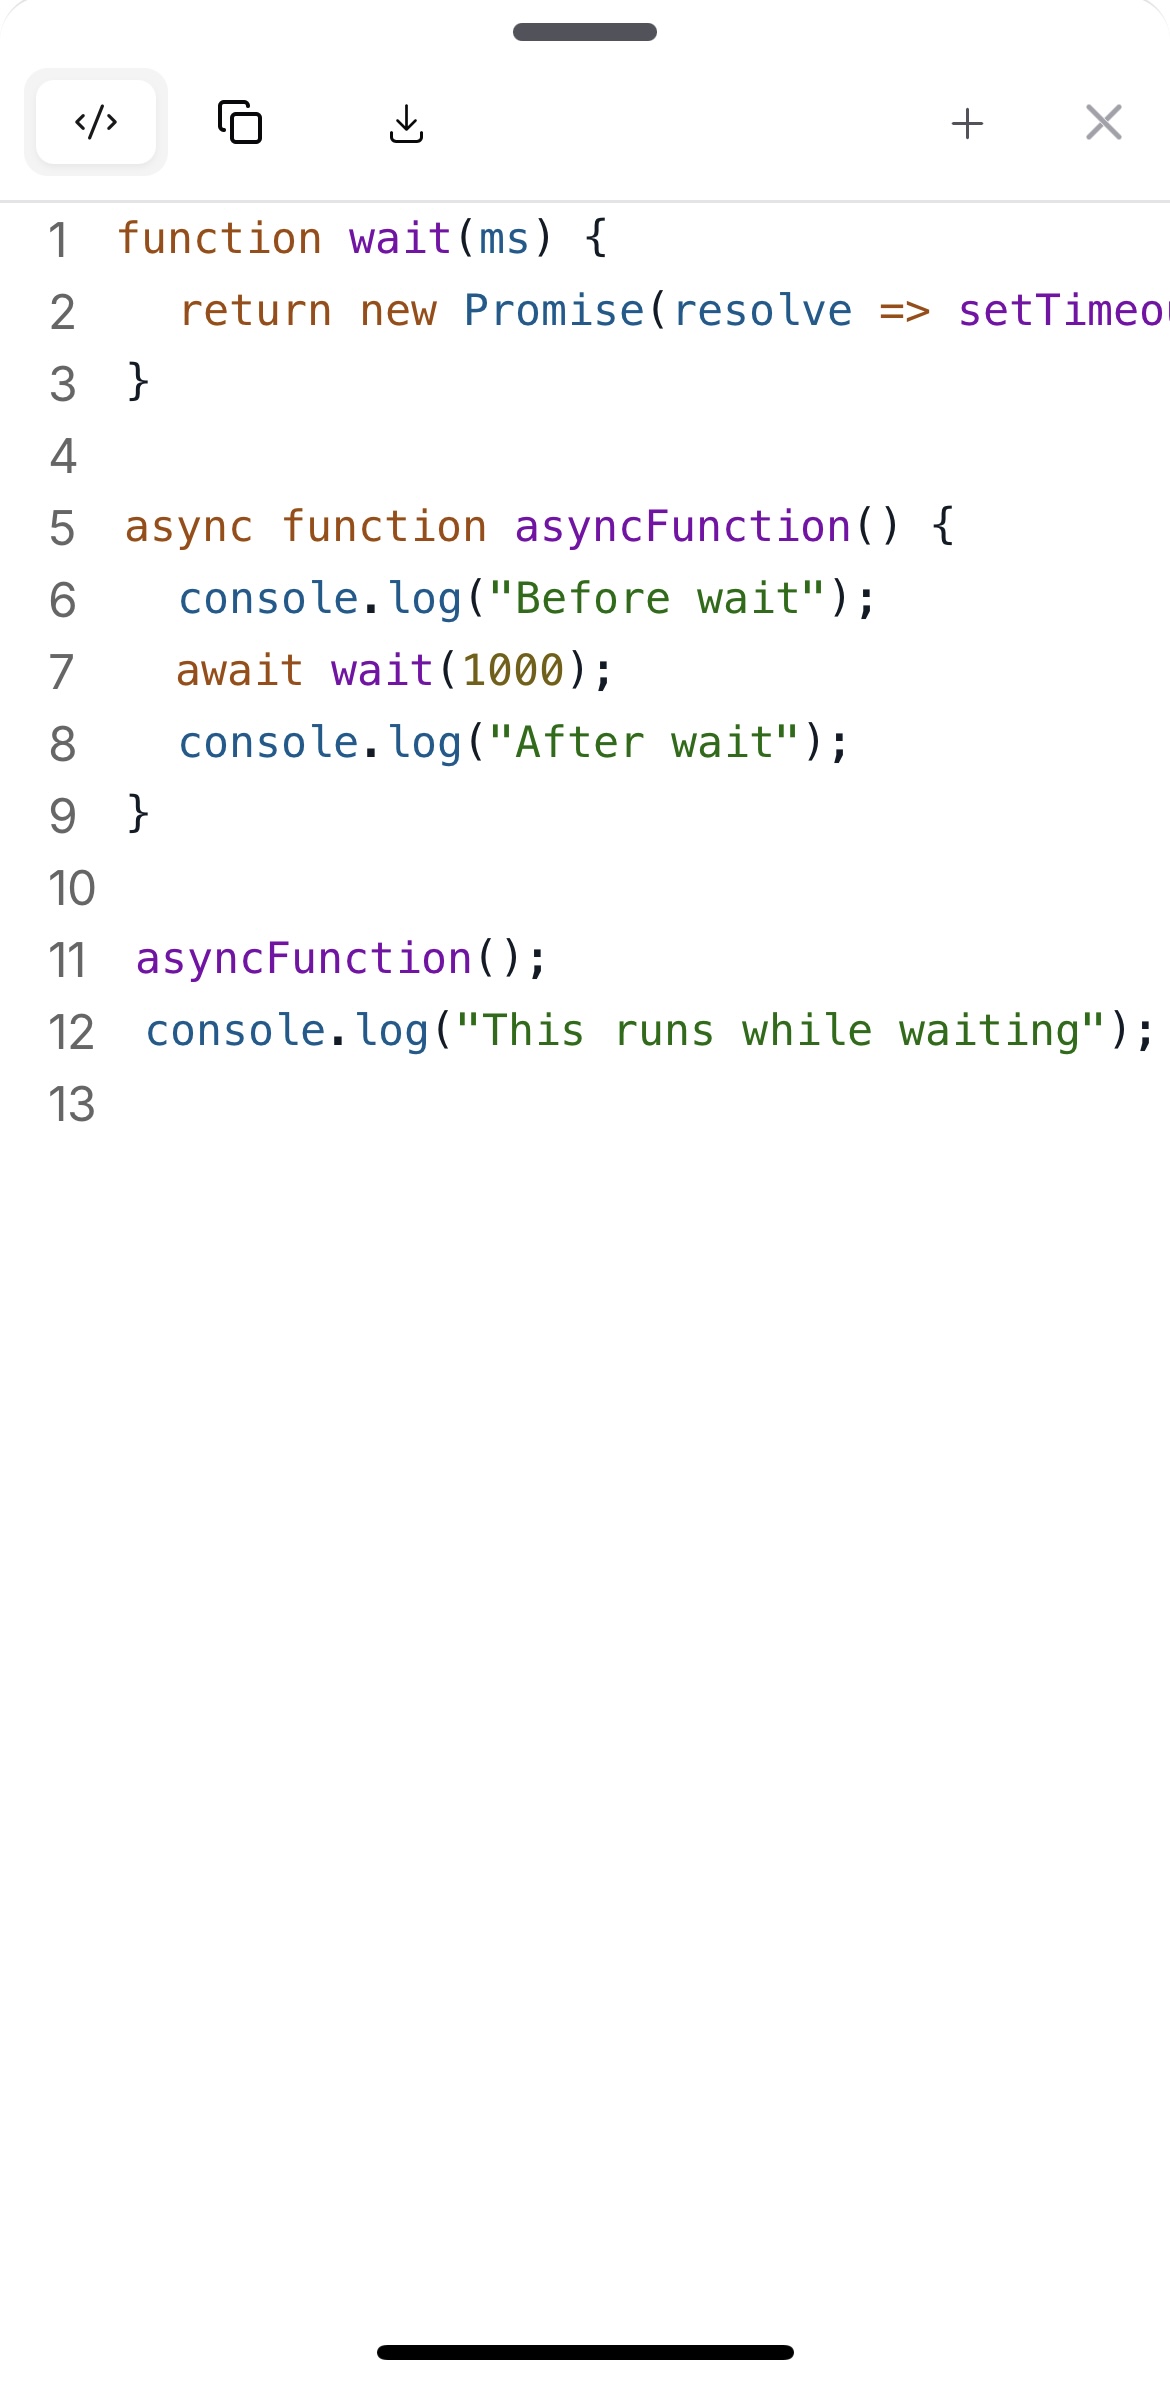 1 function wait(ms) {
2   return new Promise(resolve => setTimeou
3 }
4
5 async function asyncFunction() {
6   console.log("Before wait");
7   await wait(1000);
8   console.log("After wait");
9 }
10
11 asyncFunction();
12 console.log("This runs while waiting");
13